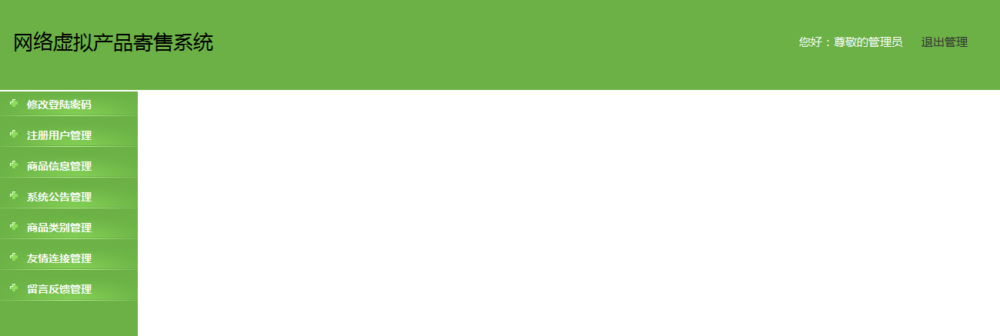 网络虚拟产品寄售系统
您好：尊敬的管理员 退出管理
修改登陆密码
注册用户管理
商品信息管理
系统公告管理
商品类别管理
友情连接管理
留言反馈管理